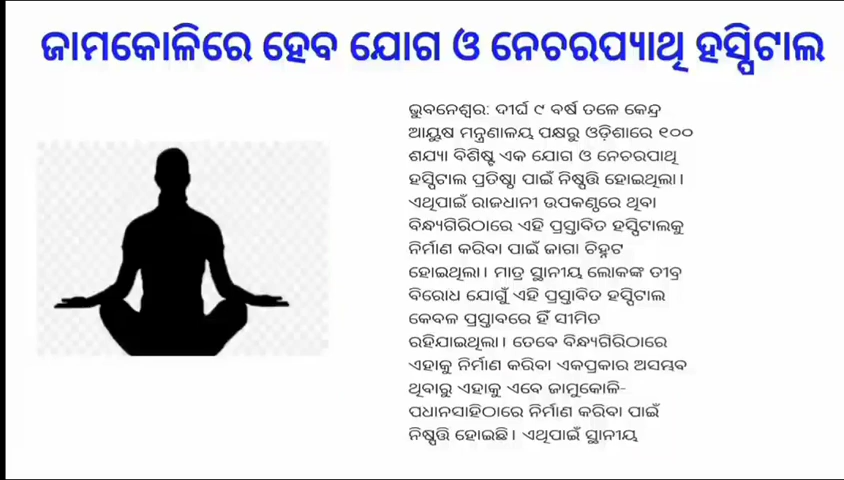 ଜାମକୋଳିରେ ହେବ ଯୋଗ ଓ ନେଚରପ୍ୟାଥି ହସ୍ପିଟାଲ
ଭୁବନେଶ୍ୱର: ଦୀର୍ଘ ୯ ବର୍ଷ ତଳେ କେନ୍ଦ୍ର
ଆୟୁଷ ମନ୍ତ୍ରଣାଳୟ ପକ୍ଷରୁ ଓଡ଼ିଶାରେ ୧୦୦
ଶଯ୍ୟା ବିଶିଷ୍ଟ ଏକ ଯୋଗ ଓ ନେଚରପାଥି
ହସ୍ପିଟାଲ ପ୍ରତିଷ୍ଠା ପାଇଁ ନିଷ୍ପତ୍ତି ହୋଇଥିଲା ।
ଏଥିପାଇଁ ରାଜଧାନୀ ଉପକଣ୍ଠରେ ଥିବା
ବିନ୍ଧ୍ୟଗିରିଠାରେ ଏହି ପ୍ରସ୍ତାବିତ ହସ୍ପିଟାଲକୁ
ନିର୍ମାଣ କରିବା ପାଇଁ ଜାଗା ଚିହ୍ନଟ
ହୋଇଥିଲା । ମାତ୍ର ସ୍ଥାନୀୟ ଲୋକଙ୍କ ତୀବ୍ର
ବିରୋଧ ଯୋଗୁଁ ଏହି ପ୍ରସ୍ତାବିତ ହସ୍ପିଟାଲ
କେବଳ ପ୍ରସ୍ତାବରେ ହିଁ ସୀମିତ
ରହିଯାଇଥିଲା । ତେବେ ବିନ୍ଧ୍ୟଗିରିଠାରେ
ଏହାକୁ ନିର୍ମାଣ କରିବା ଏକପ୍ରକାର ଅସମ୍ଭବ
ଥିବାରୁ ଏହାକୁ ଏବେ ଜାମୁକୋଳି-
ପଧାନସାହିଠାରେ ନିର୍ମାଣ କରିବା ପାଇଁ
ନିଷ୍ପତ୍ତି ହୋଇଛି । ଏଥିପାଇଁ ସ୍ଥାନୀୟ